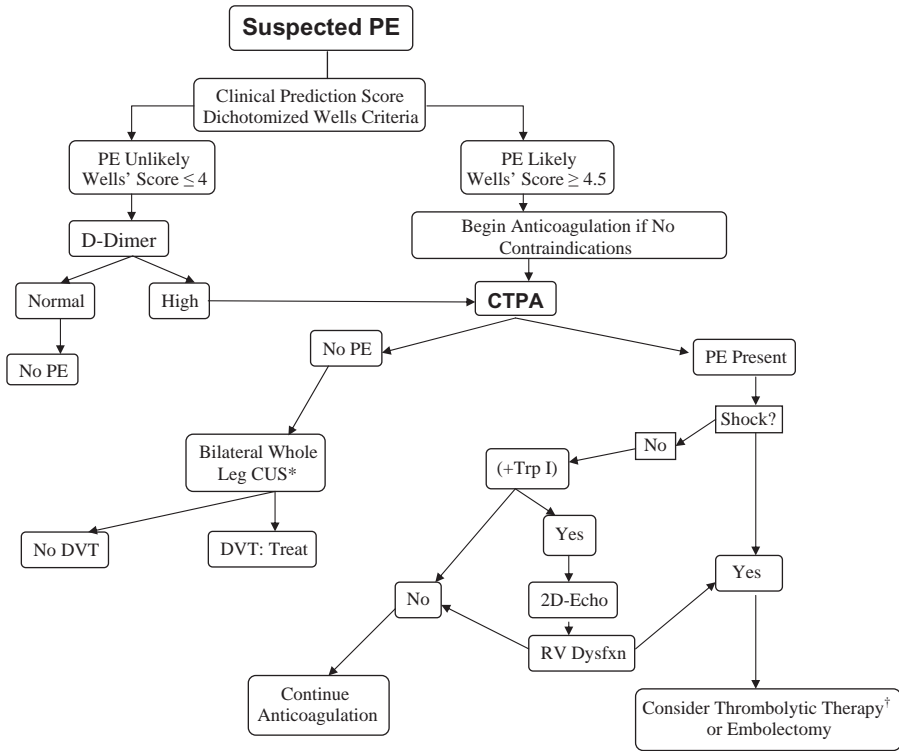 Suspected PE
Clinical Prediction Score
Dichotomized Wells Criteria
PE Unlikely
Wells’ Score ≤ 4
PE Likely
Wells’ Score ≥ 4.5
D-Dimer
Begin Anticoagulation if No
Contraindications
Normal
High
CTPA
No PE
No PE
PE Present
Shock?
No
Bilateral Whole
Leg CUS*
(+Trp I)
No DVT
DVT: Treat
Yes
Yes
No
2D-Echo
RV Dysfxn
Continue
Anticoagulation
Consider Thrombolytic Therapy†
or Embolectomy